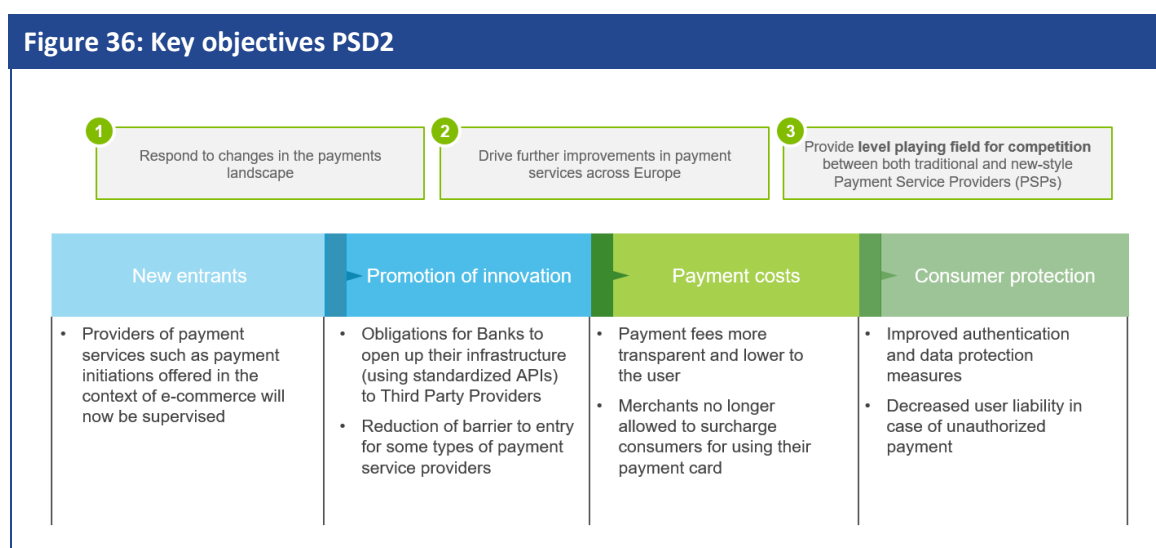 Figure 36: Key objectives PSD2
1
Respond to changes in the payments
landscape
2
Drive further improvements in payment
services across Europe
3
Provide level playing field for competition
between both traditional and new-style
Payment Service Providers (PSPs)
New entrants
• Providers of payment
services such as payment
initiations offered in the
context of e-commerce will
now be supervised
Promotion of innovation
• Obligations for Banks to
open up their infrastructure
(using standardized APIs)
to Third Party Providers
• Reduction of barrier to entry
for some types of payment
service providers
Payment costs
• Payment fees more
transparent and lower to
the user
• Merchants no longer
allowed to surcharge
consumers for using their
payment card
Consumer protection
• Improved authentication
and data protection
measures
• Decreased user liability in
case of unauthorized
payment